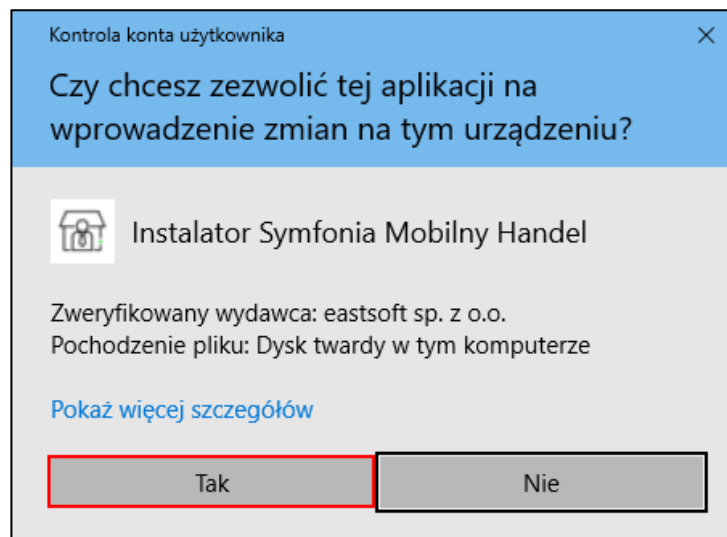 Kontrola konta użytkownika
Czy chcesz zezwolić tej aplikacji na
wprowadzenie zmian na tym urządzeniu?
Instalator Symfonia Mobilny Handel
Zweryfikowany wydawca: eastsoft sp. z o.o.
Pochodzenie pliku: Dysk twardy w tym komputerze
Pokaż więcej szczegółów
Tak
Nie